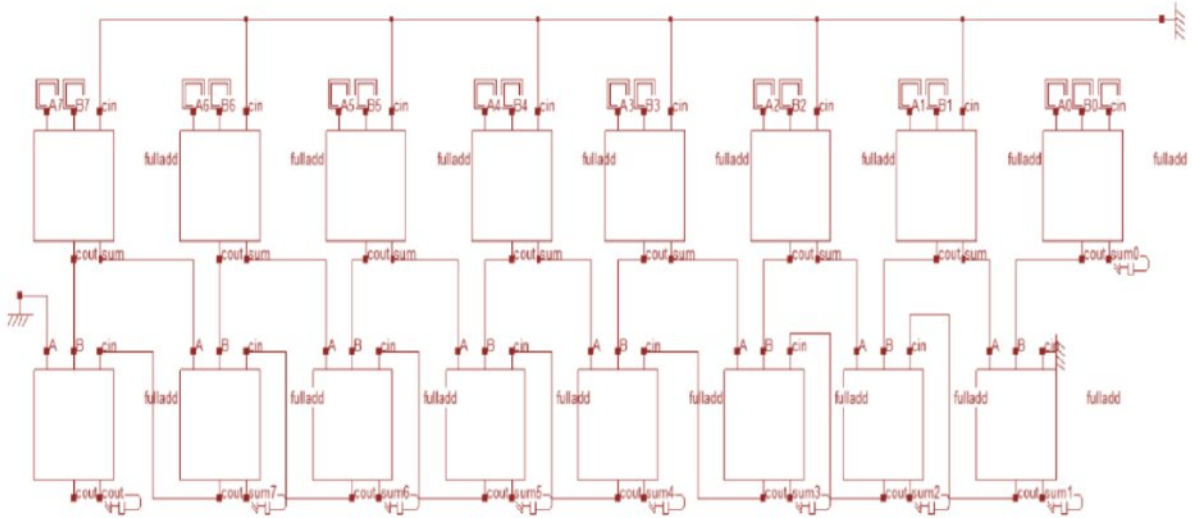 A7 B7 cin A6 B6 cin A5 B5 cin A4 B4 cin A3 B3 cin A2 B2 cin A1 B1 cin A0 B0 cin
fulladd fulladd fulladd fulladd fulladd fulladd fulladd fulladd
cout sum cout sum cout sum cout sum cout sum cout sum cout sum cout sum0
A B cin A B cin A B cin A B cin A B cin A B cin A B cin A B cin
fulladd fulladd fulladd fulladd fulladd fulladd fulladd fulladd
cout cout cout sum7 cout sum6 cout sum5 cout sum4 cout sum3 cout sum2 cout sum1